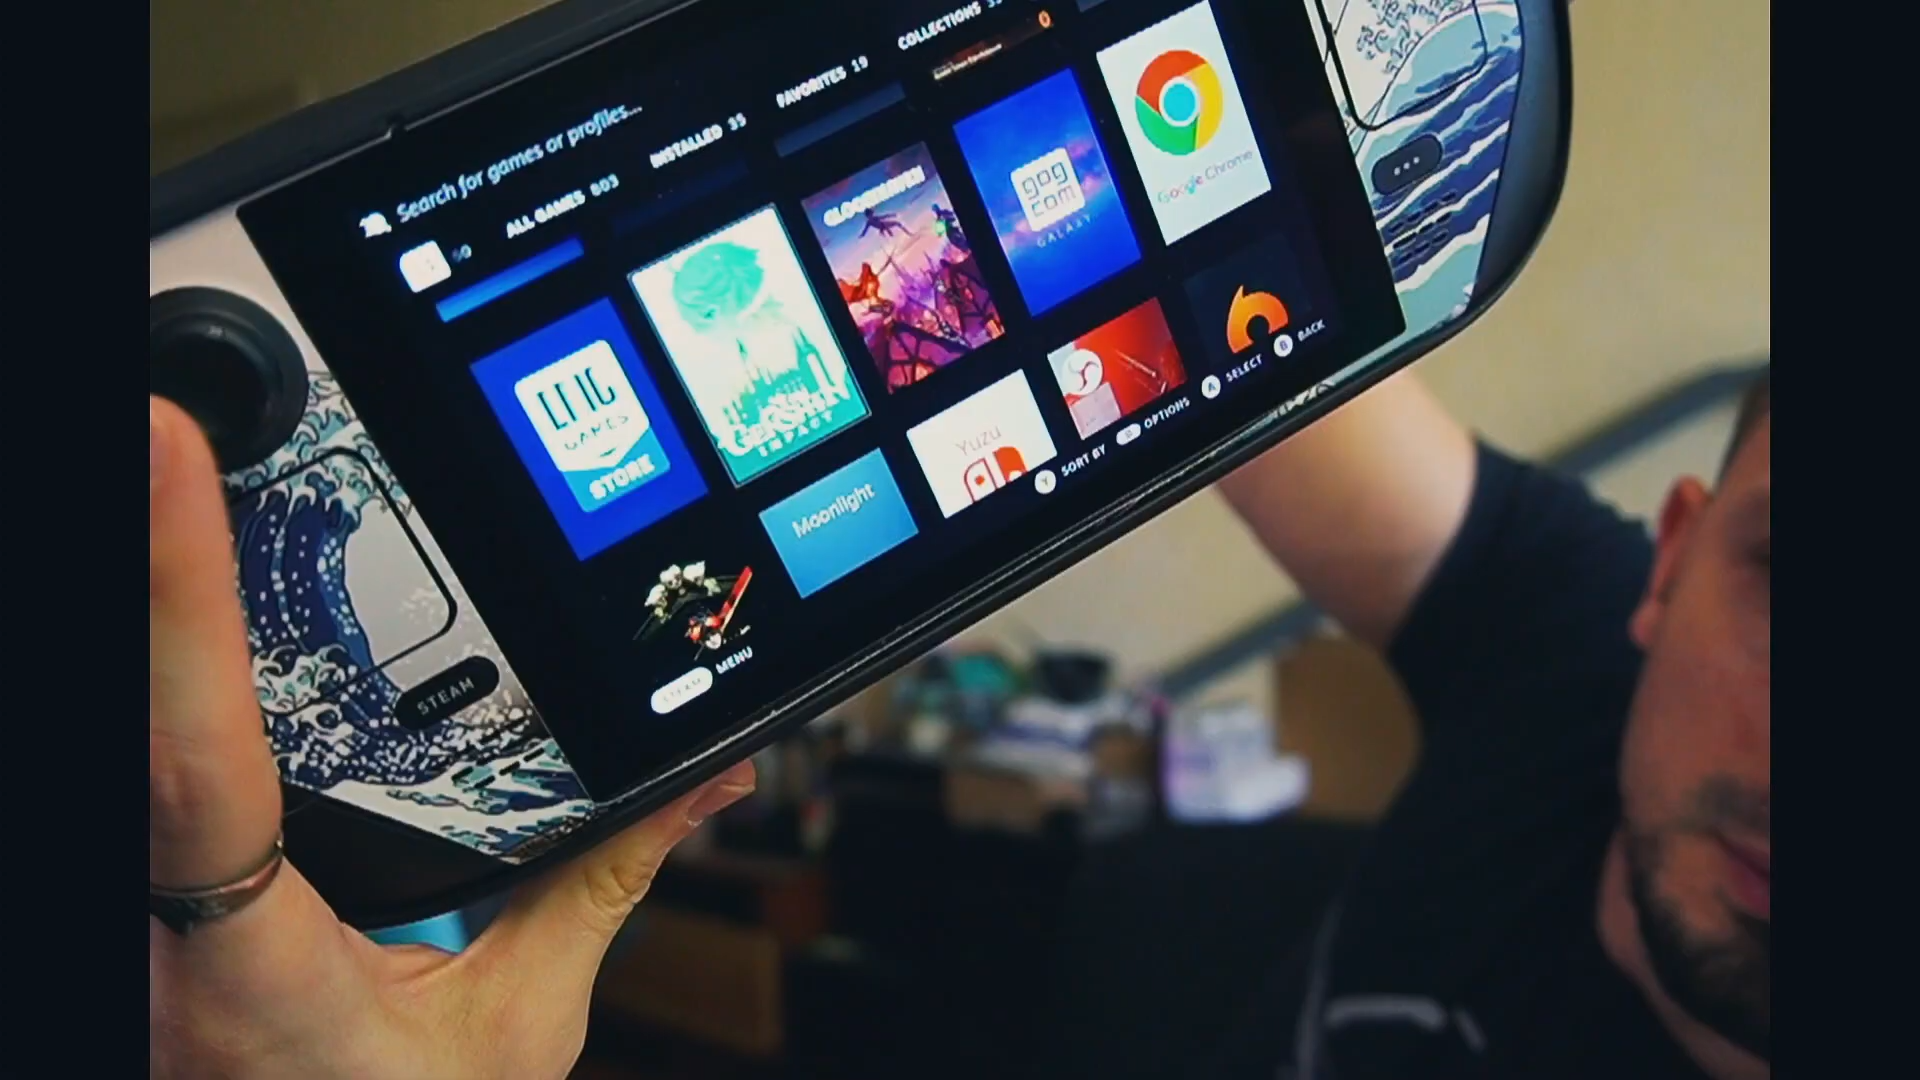 Search for games or profiles...
ALL GAMES 803
INSTALLED 35
FAVORITES 19
COLLECTIONS
EPIC
GAMES
STORE
GENSHIN
IMPACT
GLOOMHAVEN
gog
com
GALAXY
Google Chrome
Moonlight
Yuzu
STEAM MENU
Y SORT BY
OPTIONS
A SELECT
B BACK
STEAM